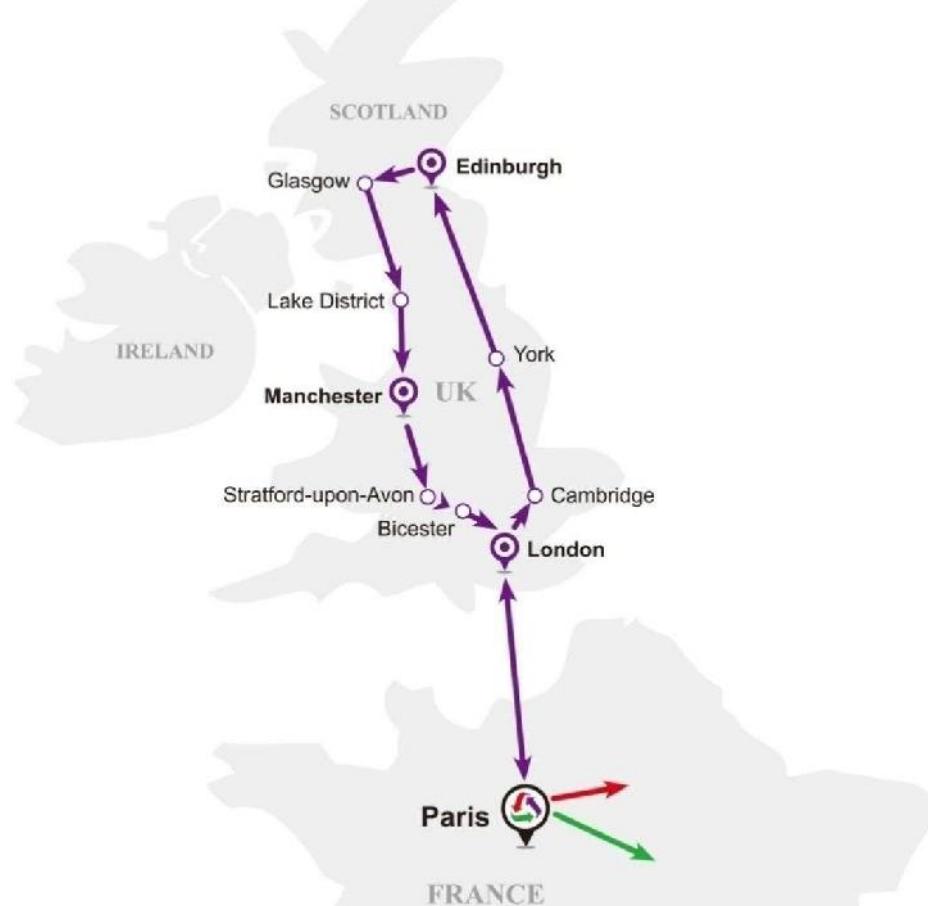 SCOTLAND
Edinburgh
Glasgow
Lake District
IRELAND
York
Manchester
UK
Stratford-upon-Avon
Cambridge
Bicester
London
Paris
FRANCE